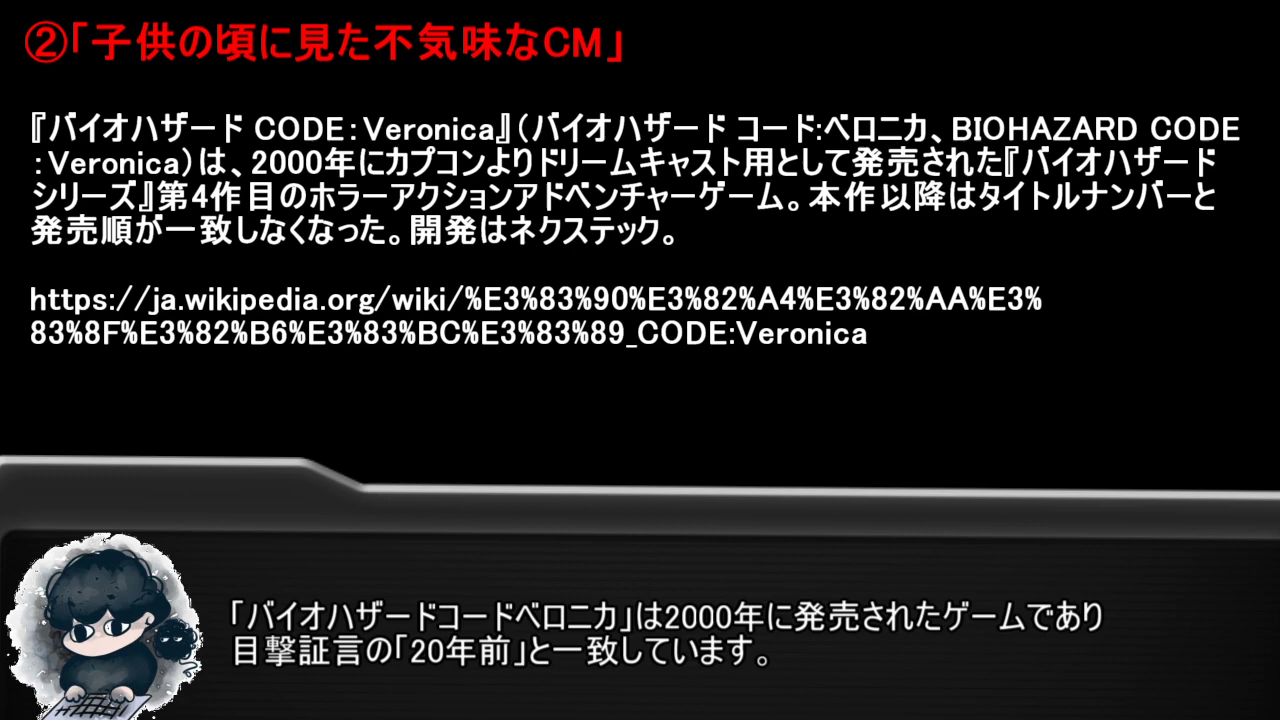 ②「子供の頃に見た不気味なCM」
『バイオハザード CODE：Veronica』（バイオハザード コード:ベロニカ、BIOHAZARD CODE
：Veronica）は、2000年にカプコンよりドリームキャスト用として発売された『バイオハザード
シリーズ』第4作目のホラーアクションアドベンチャーゲーム。本作以降はタイトルナンバーと
発売順が一致しなくなった。開発はネクステック。
https://ja.wikipedia.org/wiki/%E3%83%90%E3%82%A4%E3%82%AA%E3%
83%8F%E3%82%B6%E3%83%BC%E3%83%89_CODE:Veronica
「バイオハザードコードベロニカ」は2000年に発売されたゲームであり
目撃証言の「20年前」と一致しています。